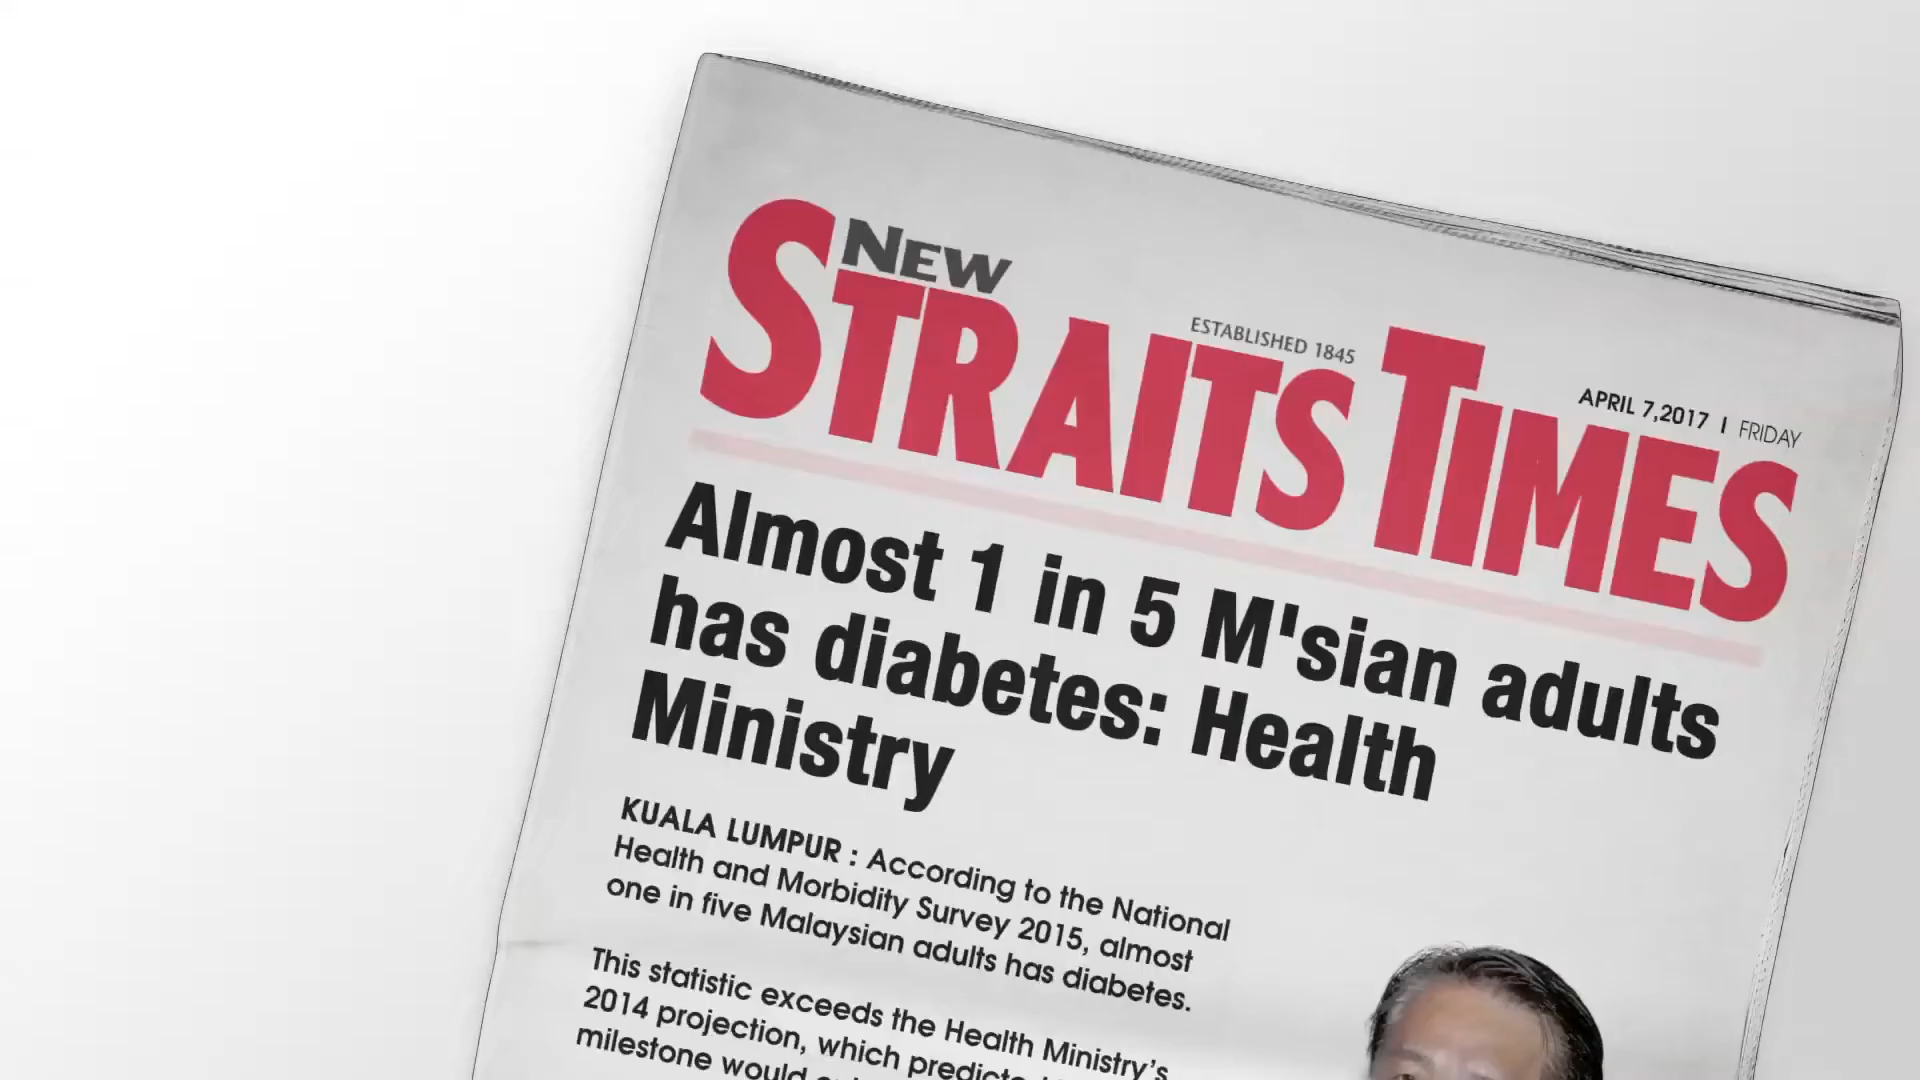 NEW
STRAITS TIMES
ESTABLISHED 1845
APRIL 7,2017 I FRIDAY
Almost 1 in 5 M'sian adults
has diabetes: Health
Ministry
KUALA LUMPUR : According to the National
Health and Morbidity Survey 2015, almost
one in five Malaysian adults has diabetes.
This statistic exceeds the Health Ministry’s
2014 projection, which
milestone would